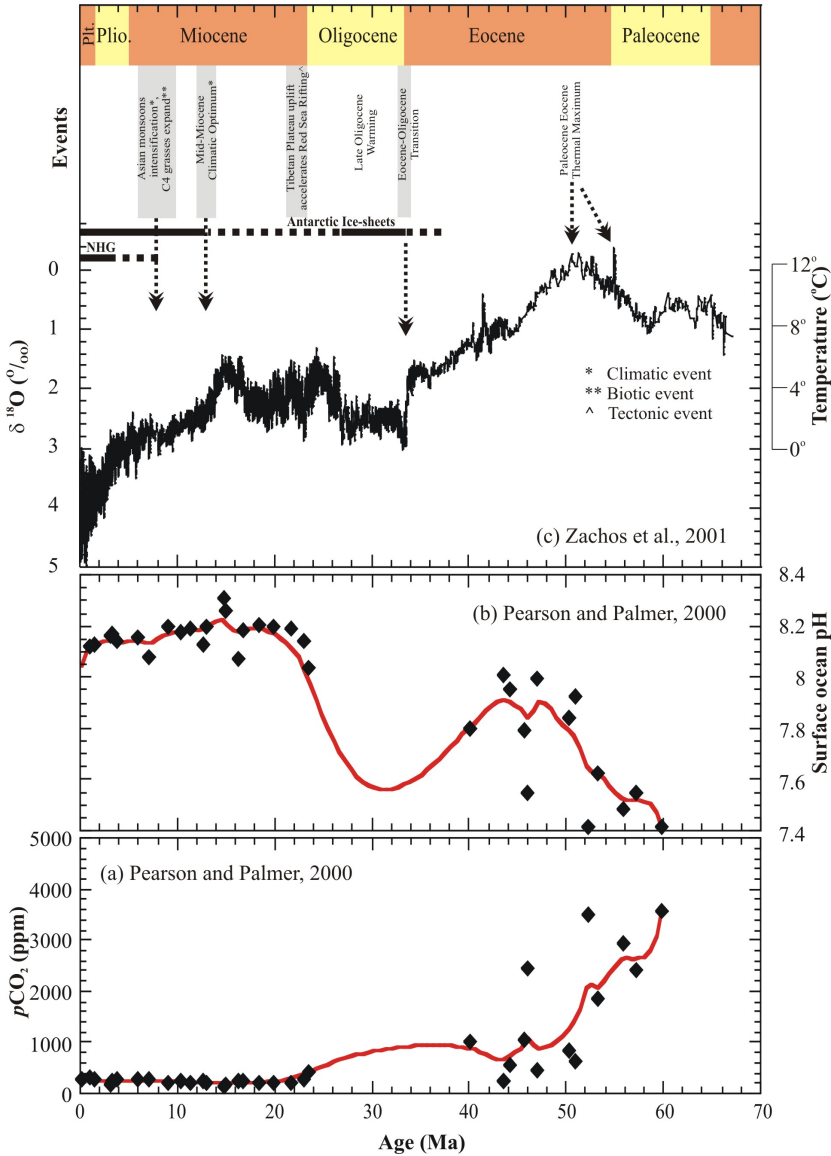 Plt.
Plio.
Miocene
Oligocene
Eocene
Paleocene
Events
Asian monsoons
intensification*,
C4 grasses expand**
Mid-Miocene
Climatic Optimum*
Tibetan Plateau uplift
accelerates Red Sea Rifting^
Late Oligocene
Warming
Eocene-Oligocene
Transition
Paleocene Eocene
Thermal Maximum
Antarctic Ice-sheets
NHG
δ 18O (o/oo)
0
1
2
3
4
5
12o
8o
4o
0o
Temperature (oC)
* Climatic event
** Biotic event
^ Tectonic event
(c) Zachos et al., 2001
(b) Pearson and Palmer, 2000
8.4
8.2
8
7.8
7.6
7.4
Surface ocean pH
(a) Pearson and Palmer, 2000
pCO2 (ppm)
5000
4000
3000
2000
1000
0
0 10 20 30 40 50 60 70
Age (Ma)